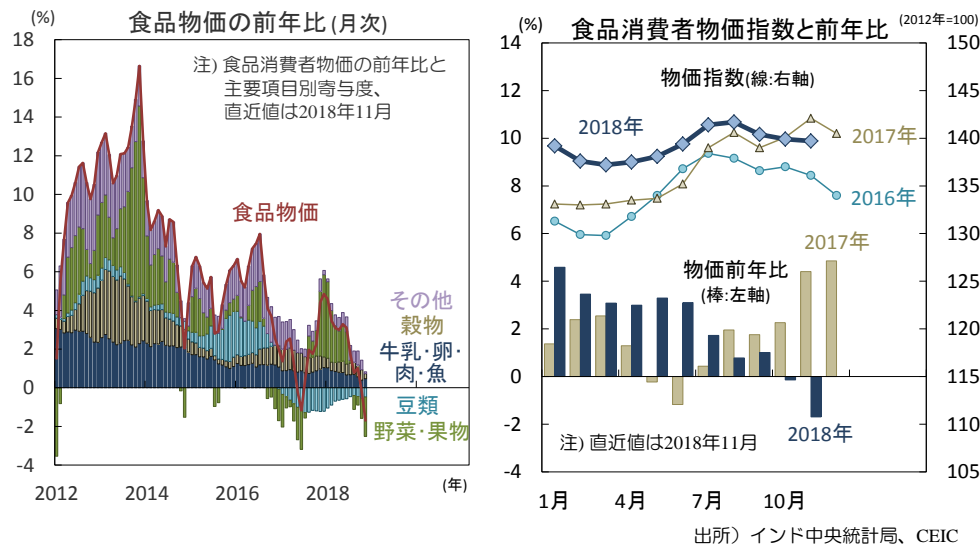 食品物価の前年比(月次)
(%)
18
16
14
12
10
8
6
4
2
0
-2
-4
注) 食品消費者物価の前年比と
主要項目別寄与度、
直近値は2018年11月
食品物価
その他
穀物
牛乳・卵・
肉・魚
豆類
野菜・果物
2012
2014
2016
2018
(年)
食品消費者物価指数と前年比
(%)
(2012年=100)
14
12
10
8
6
4
2
0
-2
-4
150
145
140
135
130
125
120
115
110
105
100
物価指数(線:右軸)
2018年
2017年
2016年
2017年
物価前年比
(棒:左軸)
2018年
注) 直近値は2018年11月
1月
4月
7月
10月
出所）インド中央統計局、CEIC